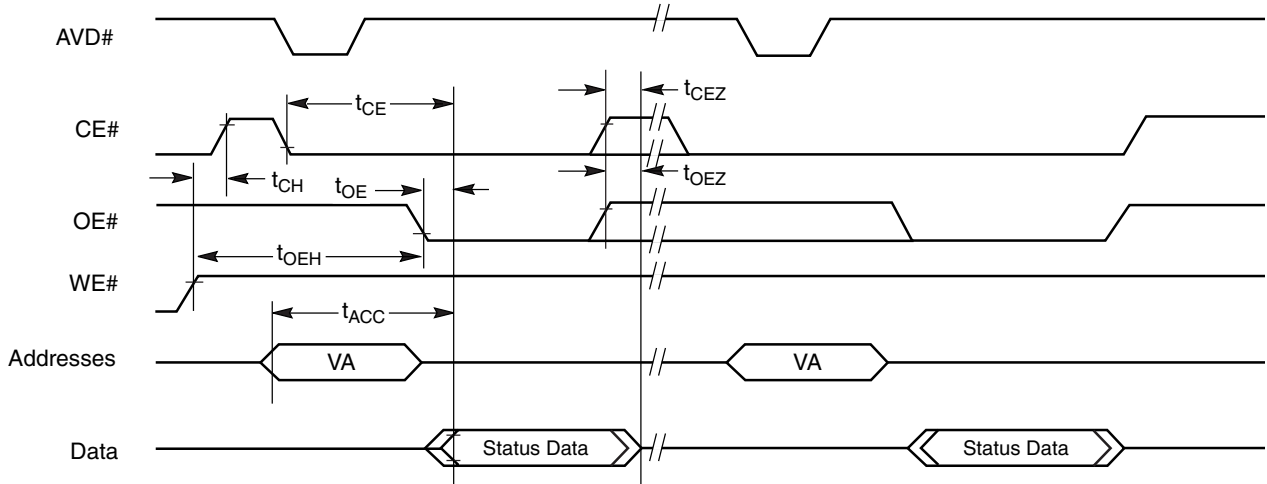 AVD#
tCE
tCEZ
CE#
tCH
tOE
tOEZ
OE#
tOEH
WE#
tACC
Addresses
VA
VA
Data
Status Data
Status Data